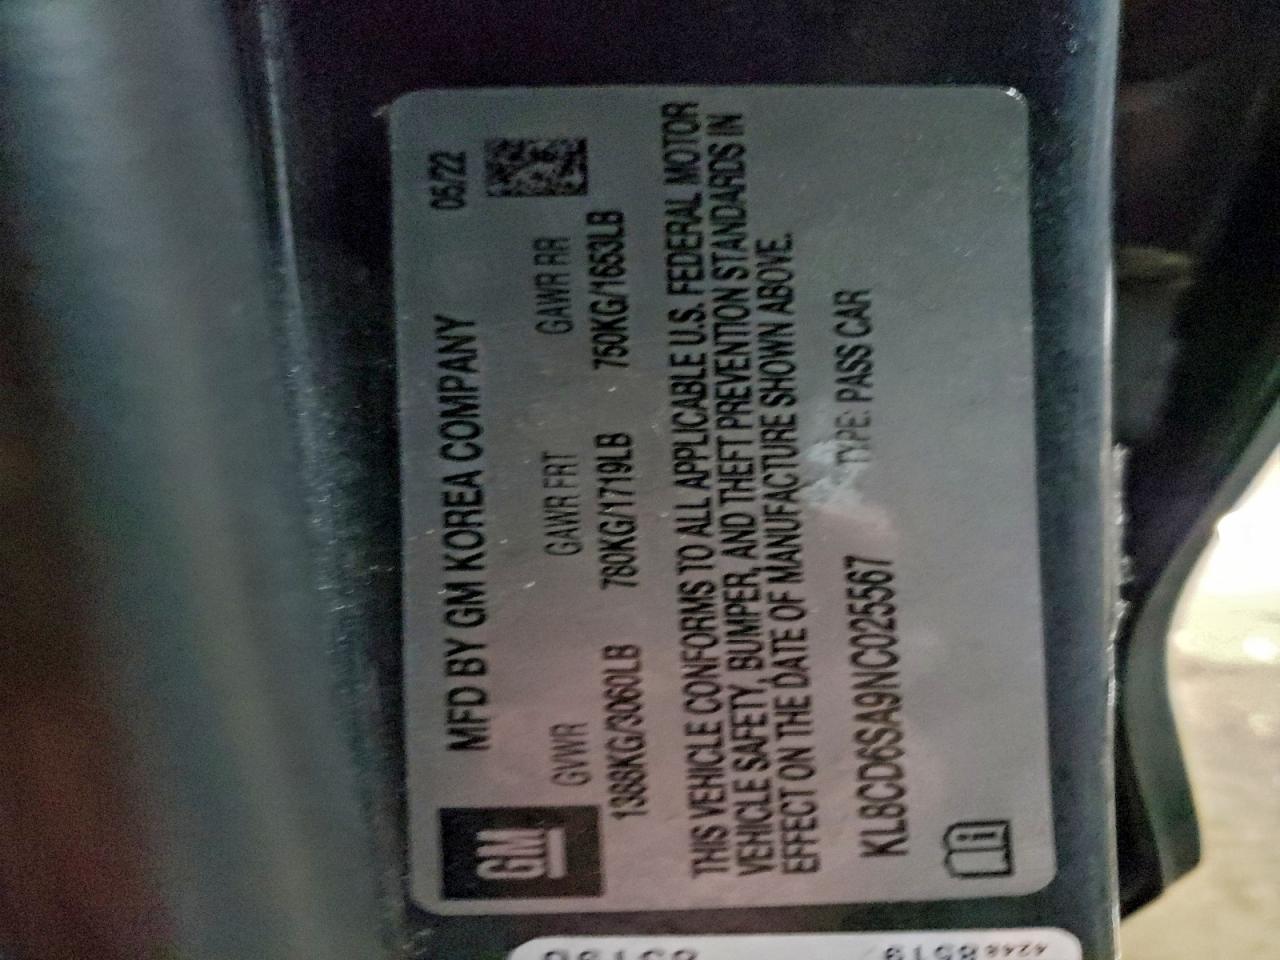 GM
MFD BY GM KOREA COMPANY 05/22
GVWR GAWR FRT GAWR RR
1388KG/3060LB 780KG/1719LB 750KG/1653LB
THIS VEHICLE CONFORMS TO ALL APPLICABLE U.S. FEDERAL MOTOR
VEHICLE SAFETY, BUMPER, AND THEFT PREVENTION STANDARDS IN
EFFECT ON THE DATE OF MANUFACTURE SHOWN ABOVE.
KL8CD6SA9NC025567 TYPE: PASS CAR